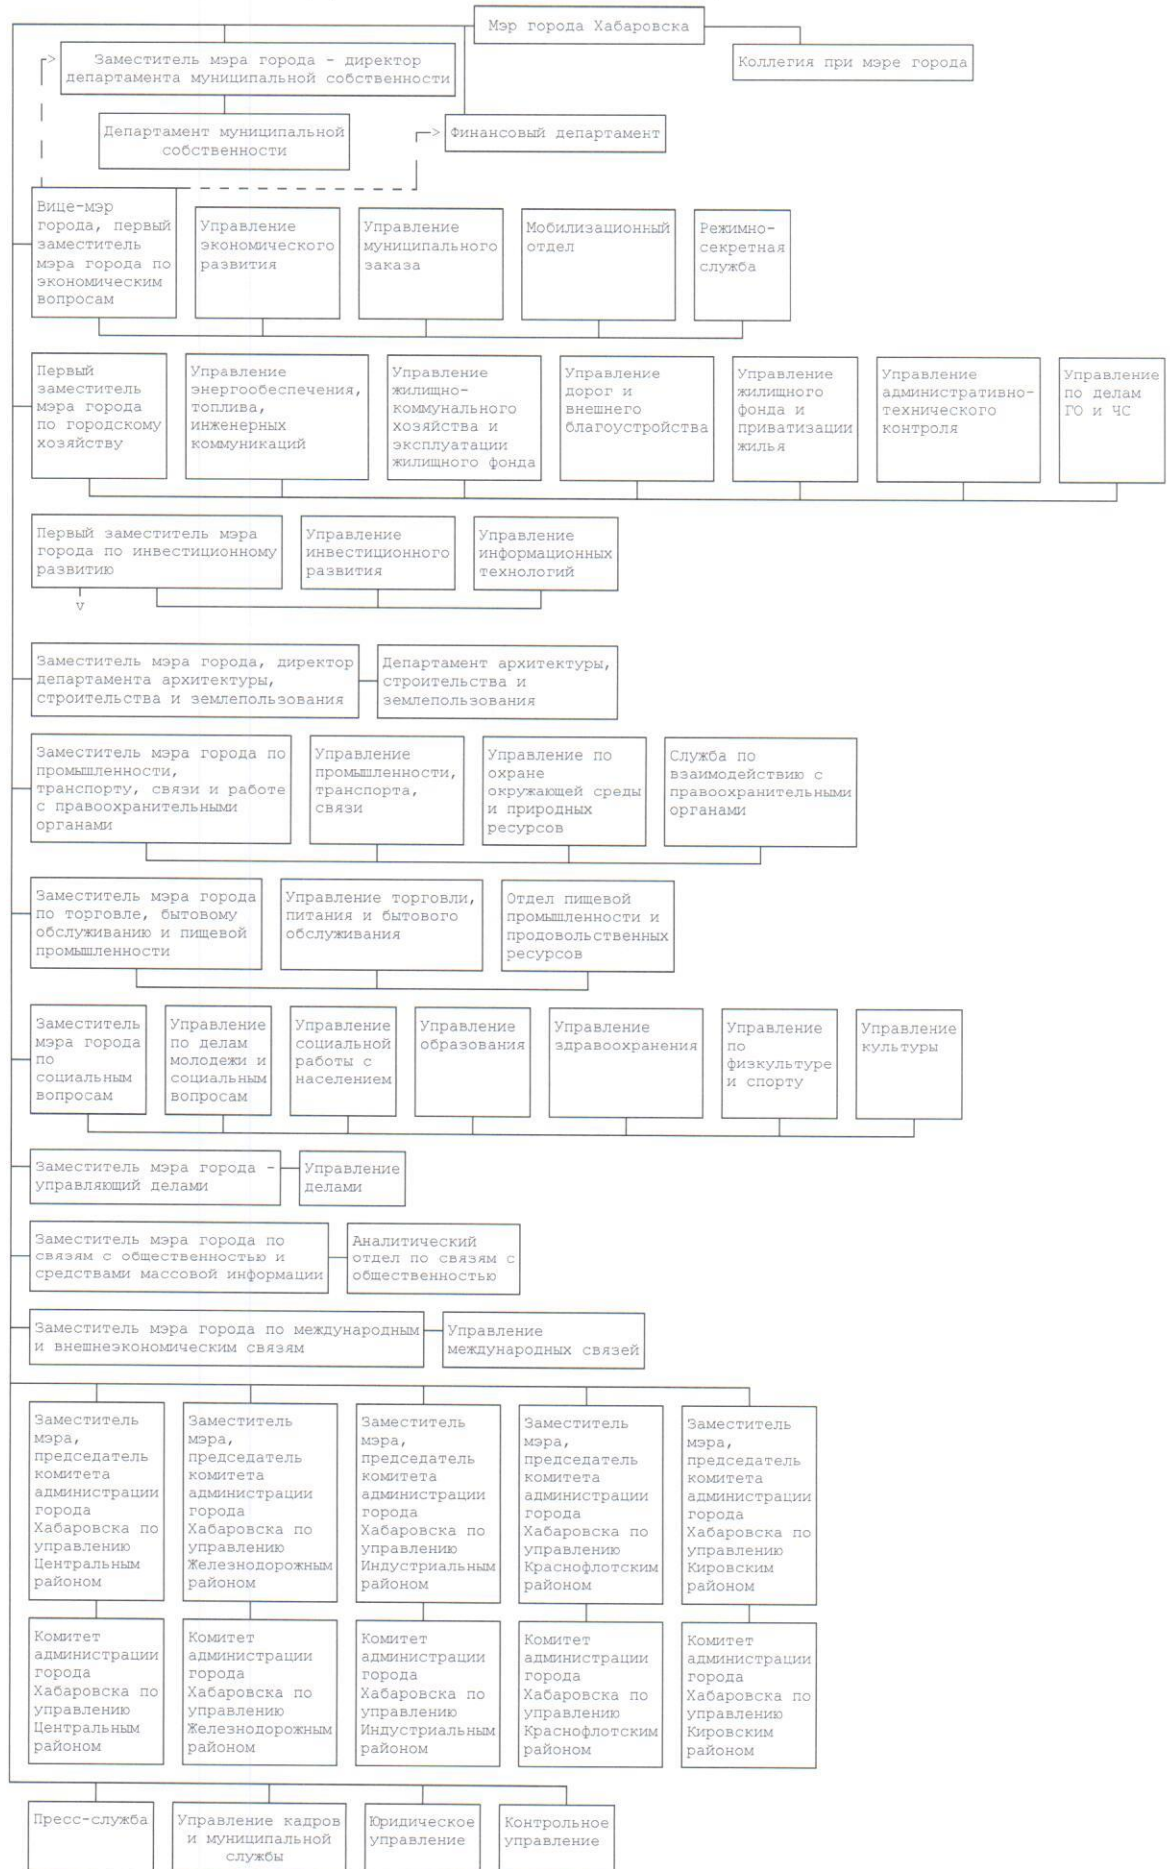 Мэр города Хабаровска
Заместитель мэра города - директор
департамента муниципальной собственности
Коллегия при мэре города
Департамент муниципальной
собственности
Финансовый департамент
Вице-мэр
города, первый
заместитель
мэра города по
экономическим
вопросам
Управление
экономического
развития
Управление
муниципального
заказа
Мобилизационный
отдел
Режимно-
секретная
служба
Первый
заместитель
мэра города
по городскому
хозяйству
Управление
энергообеспечения,
топлива,
инженерных
коммуникаций
Управление
жилищно-
коммунального
хозяйства и
эксплуатации
жилищного фонда
Управление
дорог и
внешнего
благоустройства
Управление
жилищного
фонда и
приватизации
жилья
Управление
административно-
технического
контроля
Управление
по делам
ГО и ЧС
Первый заместитель мэра
города по инвестиционному
развитию
Управление
инвестиционного
развития
Управление
информационных
технологий
Заместитель мэра города, директор
департамента архитектуры,
строительства и землепользования
Департамент архитектуры,
строительства и
землепользования
Заместитель мэра города по
промышленности,
транспорту, связи и работе
с правоохранительными
органами
Управление
промышленности,
транспорта,
связи
Управление по
охране
окружающей среды
и природных
ресурсов
Служба по
взаимодействию с
правоохранительными
органами
Заместитель мэра города
по торговле, бытовому
обслуживанию и пищевой
промышленности
Управление торговли,
питания и бытового
обслуживания
Отдел пищевой
промышленности и
продовольственных
ресурсов
Заместитель
мэра города
по
социальным
вопросам
Управление
по делам
молодежи и
социальным
вопросам
Управление
социальной
работы с
населением
Управление
образования
Управление
здравоохранения
Управление
по
физкультуре
и спорту
Управление
культуры
Заместитель мэра города -
управляющий делами
Управление
делами
Заместитель мэра города по
связям с общественностью и
средствами массовой информации
Аналитический
отдел по связям с
общественностью
Заместитель мэра города по международным
и внешнеэкономическим связям
Управление
международных связей
Заместитель
мэра,
председатель
комитета
администрации
города
Хабаровска по
управлению
Центральным
районом
Заместитель
мэра,
председатель
комитета
администрации
города
Хабаровска по
управлению
Железнодорожным
районом
Заместитель
мэра,
председатель
комитета
администрации
города
Хабаровска по
управлению
Индустриальным
районом
Заместитель
мэра,
председатель
комитета
администрации
города
Хабаровска по
управлению
Краснофлотским
районом
Заместитель
мэра,
председатель
комитета
администрации
города
Хабаровска по
управлению
Кировским
районом
Комитет
администрации
города
Хабаровска по
управлению
Центральным
районом
Комитет
администрации
города
Хабаровска по
управлению
Железнодорожным
районом
Комитет
администрации
города
Хабаровска по
управлению
Индустриальным
районом
Комитет
администрации
города
Хабаровска по
управлению
Краснофлотским
районом
Комитет
администрации
города
Хабаровска по
управлению
Кировским
районом
Пресс-служба
Управление кадров
и муниципальной
службы
Юридическое
управление
Контрольное
управление